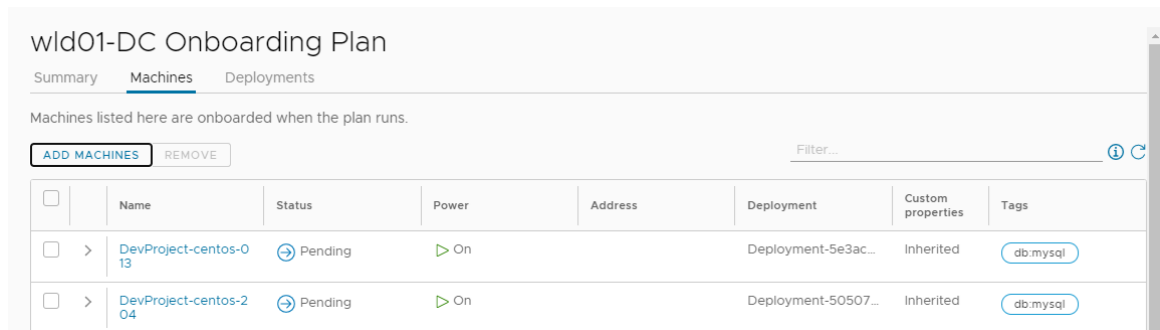 wld01-DC Onboarding Plan
Summary Machines Deployments
Machines listed here are onboarded when the plan runs.
ADD MACHINES REMOVE Filter...
Name Status Power Address Deployment Custom properties Tags
DevProject-centos-0 Pending On Deployment-5e3ac... Inherited db:mysql
13
DevProject-centos-2 Pending On Deployment-50507... Inherited db:mysql
04